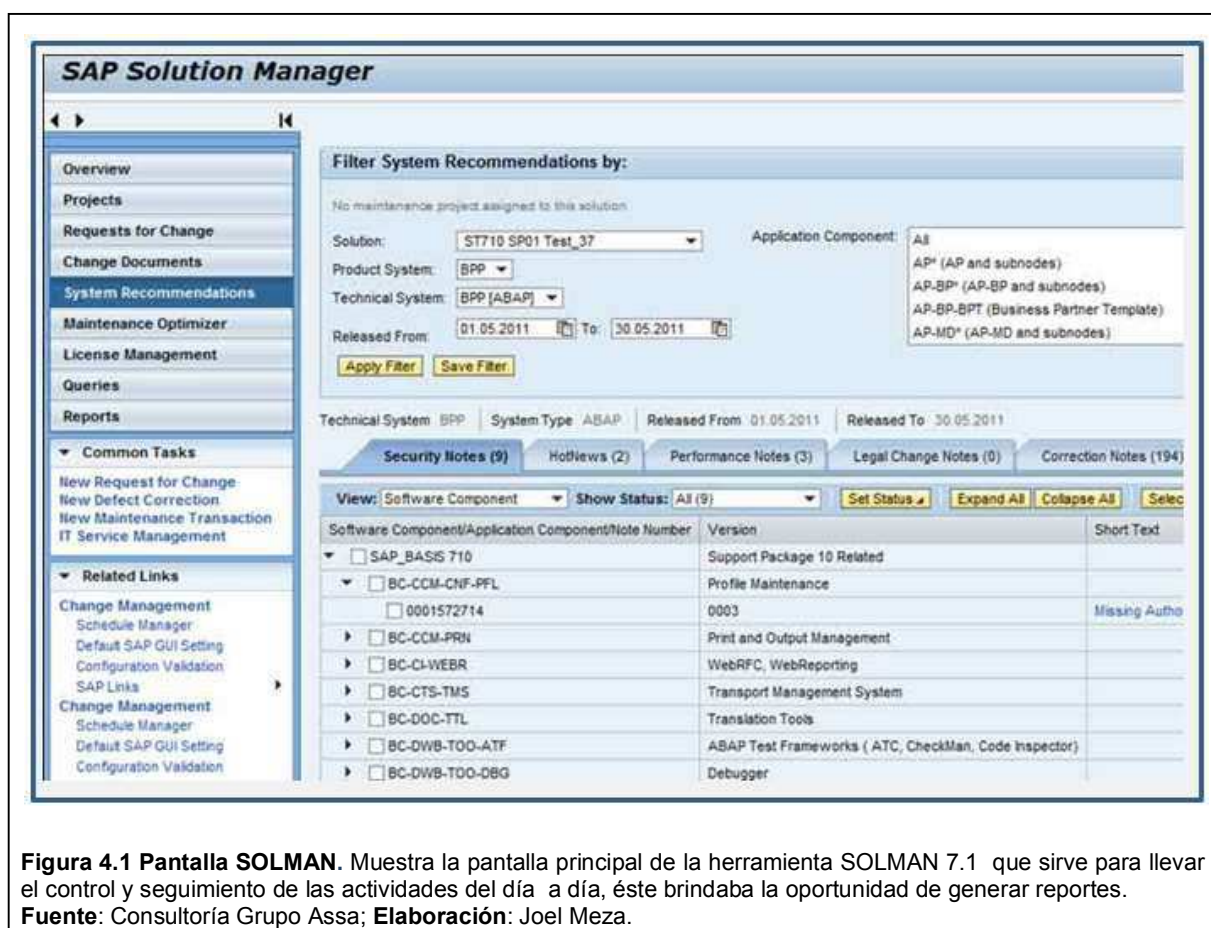 SAP Solution Manager
Overview
Projects
Requests for Change
Change Documents
System Recommendations
Maintenance Optimizer
License Management
Queries
Reports
Common Tasks
New Request for Change
New Defect Correction
New Maintenance Transaction
IT Service Management
Related Links
Change Management
Schedule Manager
Default SAP GUI Setting
Configuration Validation
SAP Links
Change Management
Schedule Manager
Default SAP GUI Setting
Configuration Validation
Filter System Recommendations by:
No maintenance project assigned to this solution
Solution: ST710 SP01 Test_37
Product System: BPP
Technical System: BPP [ABAP]
Released From: 01.05.2011 To: 30.05.2011
Application Component: All
AP* (AP and subnodes)
AP-BP* (AP-BP and subnodes)
AP-BP-BPT (Business Partner Template)
AP-MD* (AP-MD and subnodes)
Apply Filter Save Filter
Technical System BPP System Type ABAP Released From 01.05.2011 Released To 30.05.2011
Security Notes (9) HotNews (2) Performance Notes (3) Legal Change Notes (0) Correction Notes (194)
View: Software Component Show Status: All (9) Set Status Expand All Collapse All Selec
Software Component/Application Component/Note Number Version Short Text
SAP_BASIS 710 Support Package 10 Related
BC-CCM-CNF-PFL Profile Maintenance
0001572714 0003 Missing Autho
BC-CCM-PRN Print and Output Management
BC-CI-WEBR WebRFC, WebReporting
BC-CTS-TMS Transport Management System
BC-DOC-TTL Translation Tools
BC-DWB-TOO-ATF ABAP Test Frameworks ( ATC, CheckMan, Code Inspector)
BC-DWB-TOO-DBG Debugger
Figura 4.1 Pantalla SOLMAN. Muestra la pantalla principal de la herramienta SOLMAN 7.1 que sirve para llevar
el control y seguimiento de las actividades del día a día, éste brindaba la oportunidad de generar reportes.
Fuente: Consultoría Grupo Assa; Elaboración: Joel Meza.